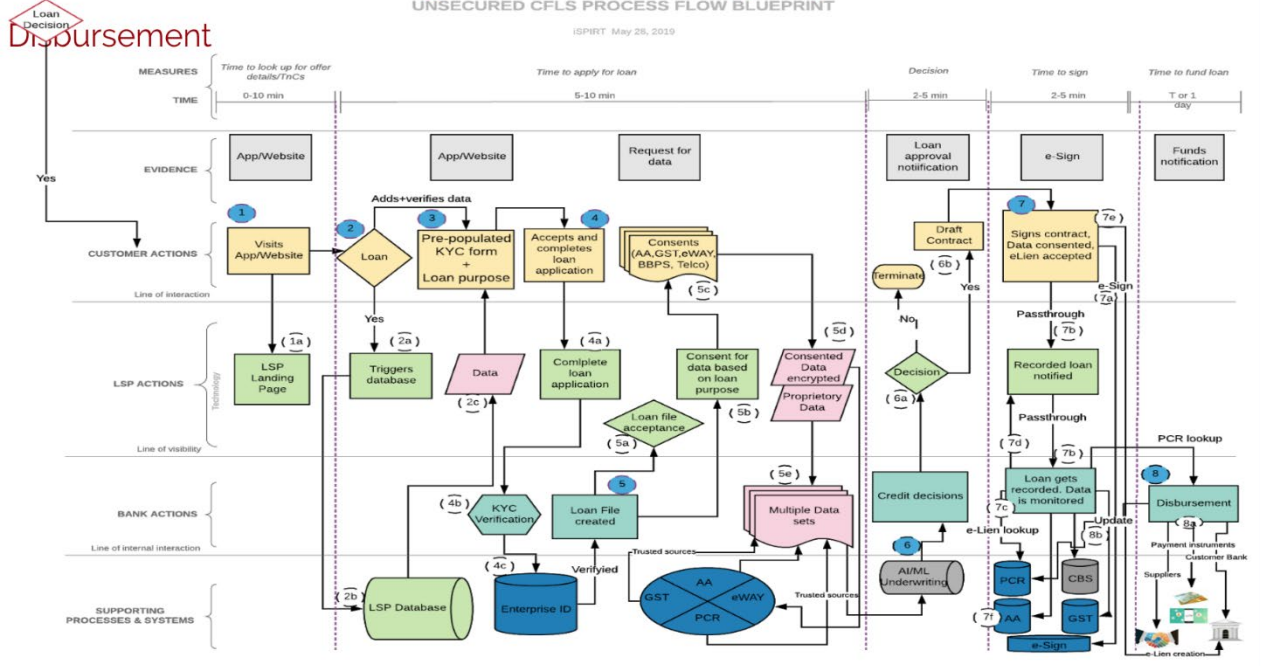 UNSECURED CFLS PROCESS FLOW BLUEPRINT
iSPIRT May 28, 2019
Loan
Decision
Disbursement
Yes
MEASURES
Time to look up for offer
details/TnCs
Time to apply for loan
Decision
Time to sign
Time to fund loan
TIME
0-10 min
5-10 min
2-5 min
2-5 min
T or 1
day
EVIDENCE
App/Website
App/Website
Request for
data
Loan
approval
notiification
e-Sign
Funds
notification
CUSTOMER ACTIONS
1
Visits
App/Website
2
Loan
Adds+verifies data
3
Pre-populated
KYC form
+
Loan purpose
4
Accepts and
completes
loan
application
Consents
(AA,GST,eWAY,
BBPS, Telco)
5c
Terminate
Draft
Contract
6b
7
Signs contract,
Data consented,
eLien accepted
7e
e-Sign
7a
Line of interaction
LSP ACTIONS
Technology
1a
LSP
Landing
Page
Yes
2a
Triggers
database
Data
2c
4a
Comlplete
loan
application
Loan file
acceptance
5a
Consent for
data based
on loan
purpose
5b
5d
Consented
Data
encrypted
Proprietory
Data
No
Yes
Decision
6a
Passthrough
7b
Recorded loan
notified
Passthrough
7d
7b
PCR lookup
Line of visibility
BANK ACTIONS
4b
KYC
Verification
5
Loan File
created
5e
Multiple Data
sets
Credit decisions
Loan gets
recorded. Data
is monitored
7c
e-Lien lookup
Update
8b
8
Disbursement
8a
Payment instruments
Customer Bank
Line of internal interaction
SUPPORTING
PROCESSES & SYSTEMS
2b
LSP Database
4c
Enterprise ID
Verifyied
Trusted sources
AA
GST
eWAY
PCR
Trusted sources
6
AI/ML
Underwriting
PCR
CBS
7f
AA
GST
e-Sign
Suppliers
e-Lien creation